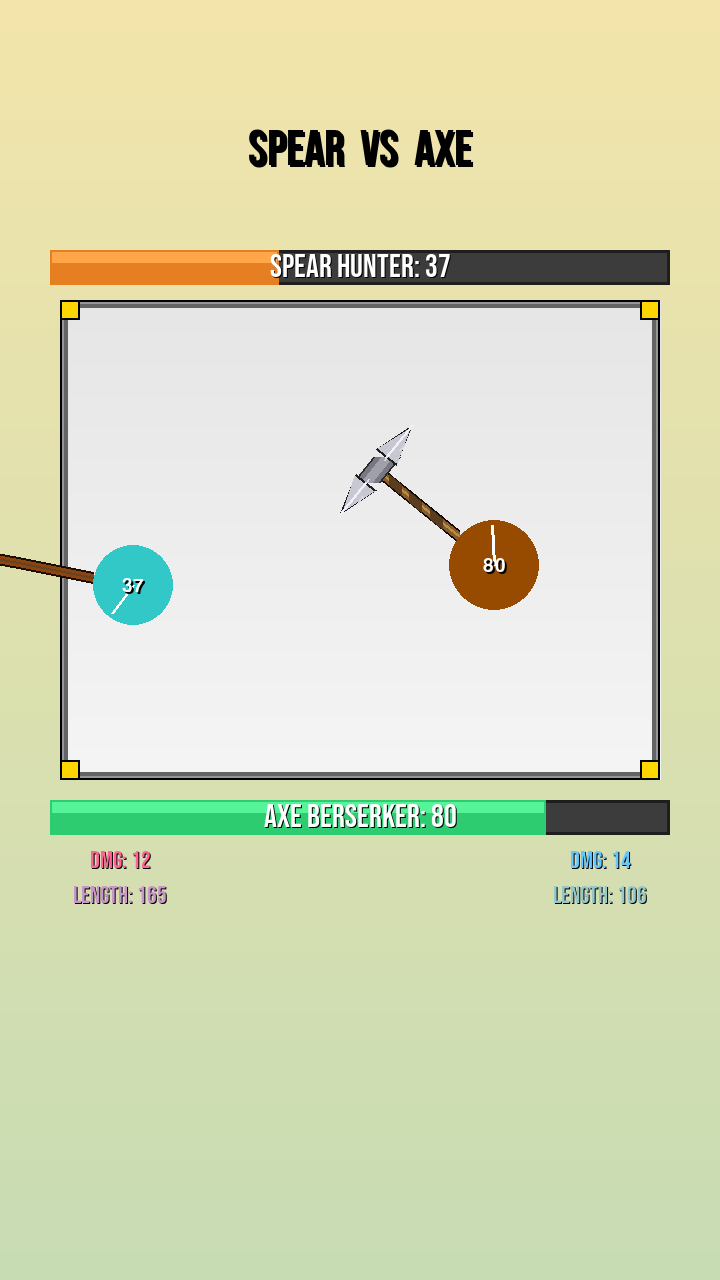 SPEAR VS AXE
SPEAR HUNTER: 37
37
80
AXE BERSERKER: 80
DMG: 12
DMG: 14
LENGTH: 165
LENGTH: 106